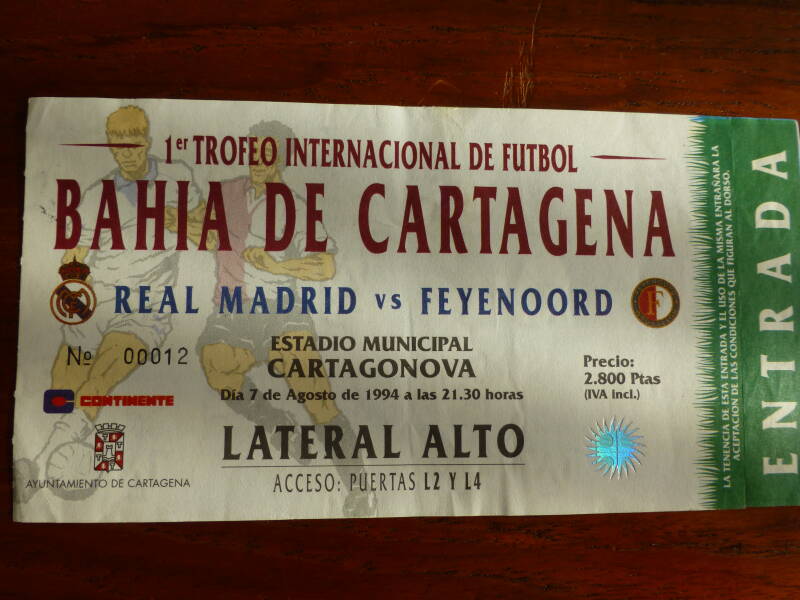 1er TROFEO INTERNACIONAL DE FUTBOL
BAHIA DE CARTAGENA
REAL MADRID vs FEYENOORD
F
Nº 00012
ESTADIO MUNICIPAL
CARTAGONOVA
Día 7 de Agosto de 1994 a las 21.30 horas
Precio:
2.800 Ptas
(IVA incl.)
C CONTINENTE
LATERAL ALTO
ACCESO: PUERTAS L2 Y L4
AYUNTAMIENTO DE CARTAGENA
LA TENENCIA DE ESTA ENTRADA Y EL USO DE LA MISMA ENTRAÑARA LA
ACEPTACION DE LAS CONDICIONES QUE FIGURAN AL DORSO.
ENTRADA